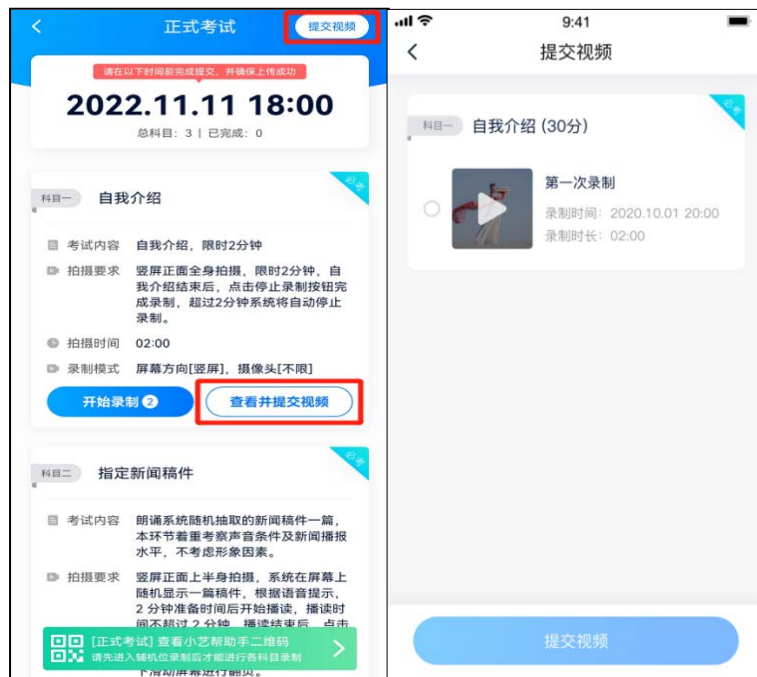 正式考试
提交视频
请在以下时间前完成提交，并确保上传成功
2022.11.11 18:00
总科目：3 | 已完成：0
必考
科目一
自我介绍
考试内容 自我介绍，限时2分钟
拍摄要求 竖屏正面全身拍摄，限时2分钟，自
我介绍结束后，点击停止录制按钮完
成录制，超过2分钟系统将自动停止
录制。
拍摄时间 02:00
录制模式 屏幕方向[竖屏]，摄像头[不限]
开始录制 2
查看并提交视频
必考
科目二
指定新闻稿件
考试内容 朗诵系统随机抽取的新闻稿件一篇，
本环节着重考察声音条件及新闻播报
水平，不考虑形象因素。
拍摄要求 竖屏正面上半身拍摄，系统在屏幕上
随机显示一篇稿件，根据语音提示，
2 分钟准备时间后开始播读，播读时
间不超过 2 分钟，播读结束后，点击
[正式考试] 查看小艺帮助手二维码
请先进入辅机位录制后才能进行各科目录制
下滑动屏幕进行翻页。
9:41
提交视频
必考
科目一
自我介绍 (30分)
第一次录制
录制时间：2020.10.01 20:00
录制时长：02:00
提交视频